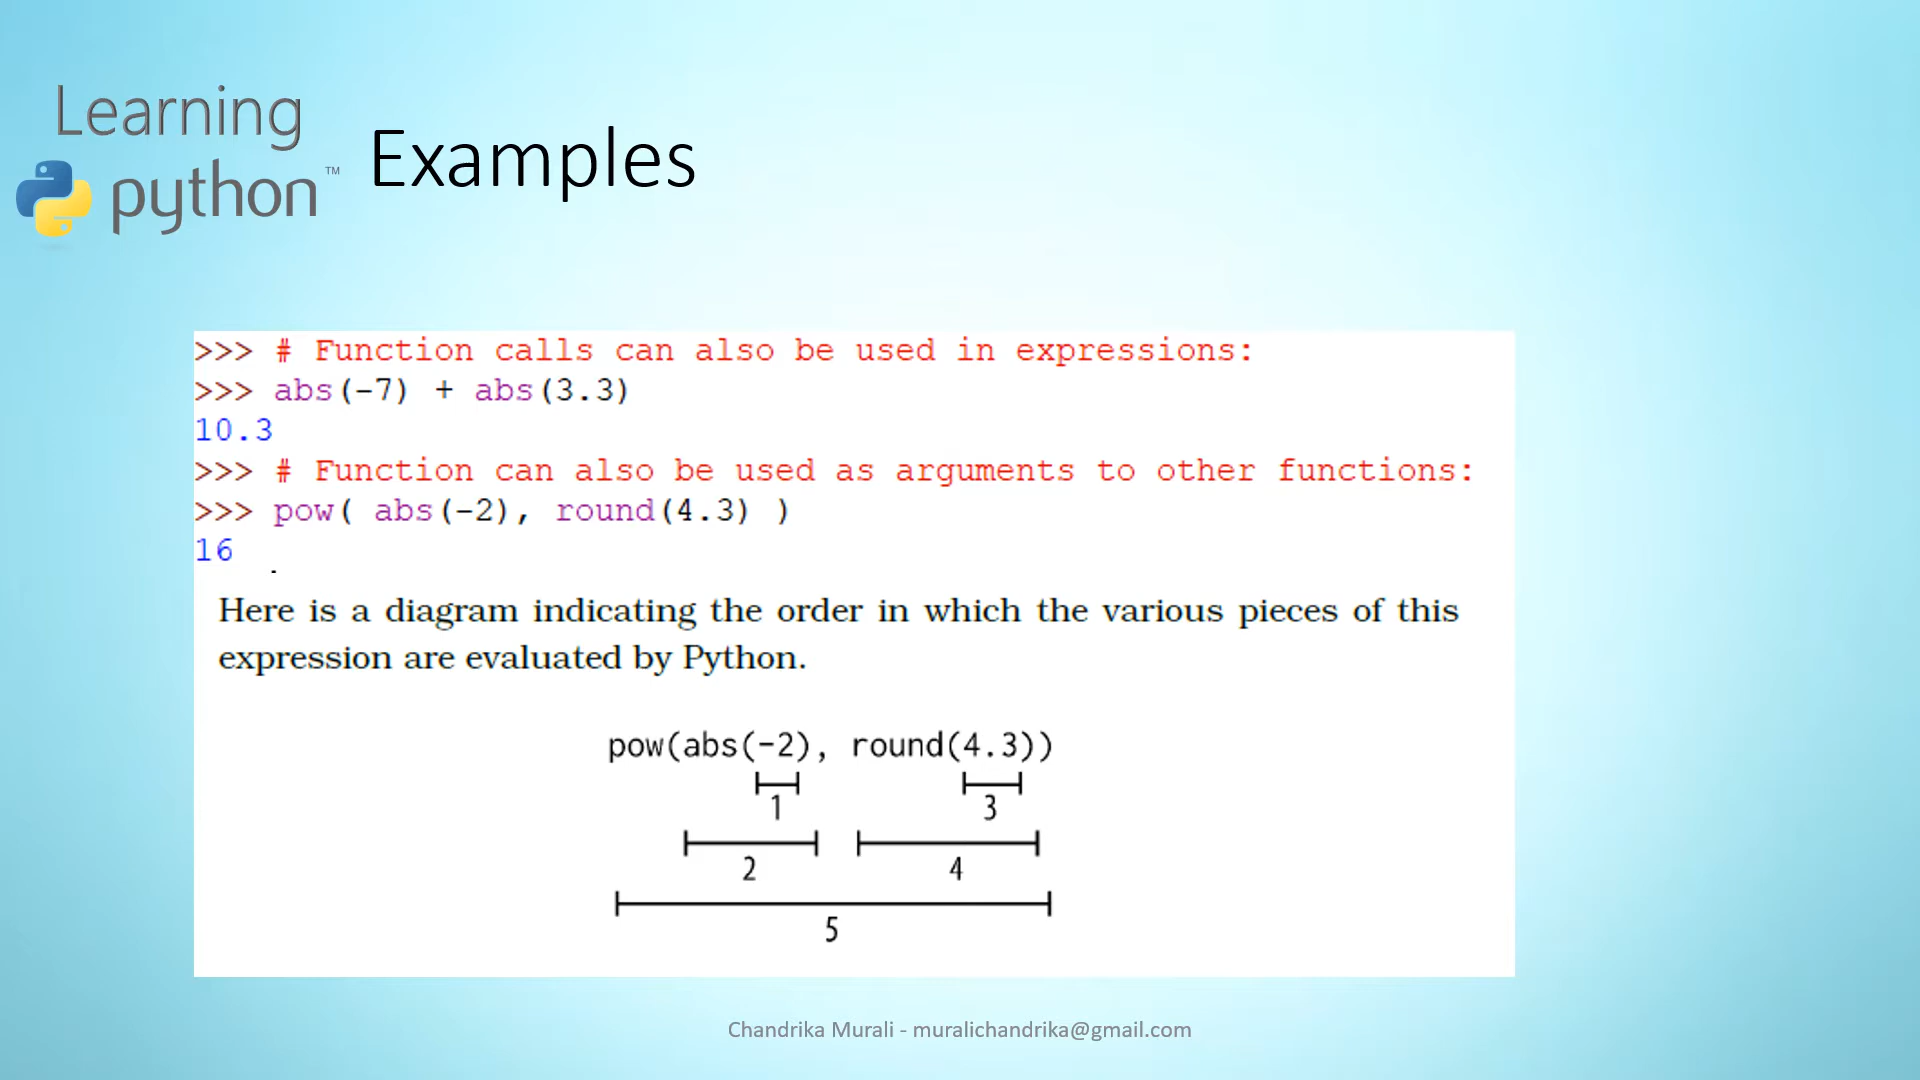 Learning
python™
Examples
>>> # Function calls can also be used in expressions:
>>> abs(-7) + abs(3.3)
10.3
>>> # Function can also be used as arguments to other functions:
>>> pow( abs(-2), round(4.3) )
16
Here is a diagram indicating the order in which the various pieces of this
expression are evaluated by Python.
pow(abs(-2), round(4.3))
1 3
2 4
5
Chandrika Murali - muralichandrika@gmail.com